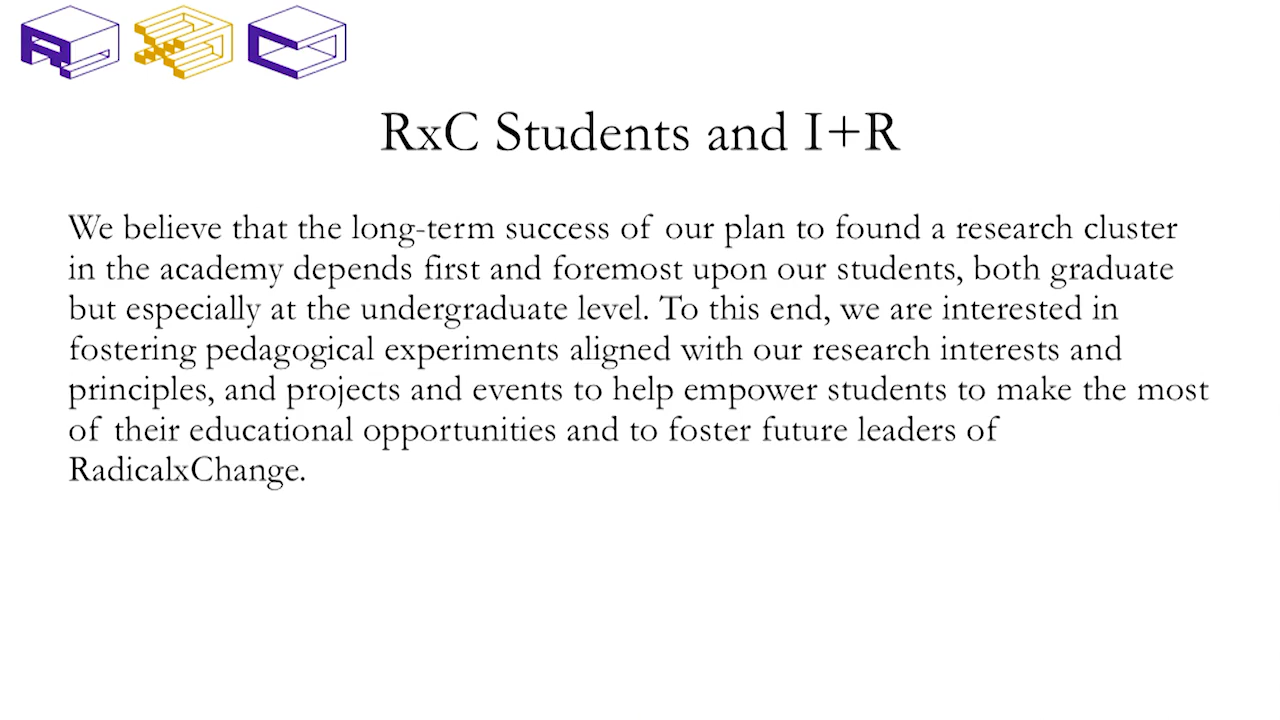 RxC
RxC Students and I+R
We believe that the long-term success of our plan to found a research cluster
in the academy depends first and foremost upon our students, both graduate
but especially at the undergraduate level. To this end, we are interested in
fostering pedagogical experiments aligned with our research interests and
principles, and projects and events to help empower students to make the most
of their educational opportunities and to foster future leaders of
RadicalxChange.